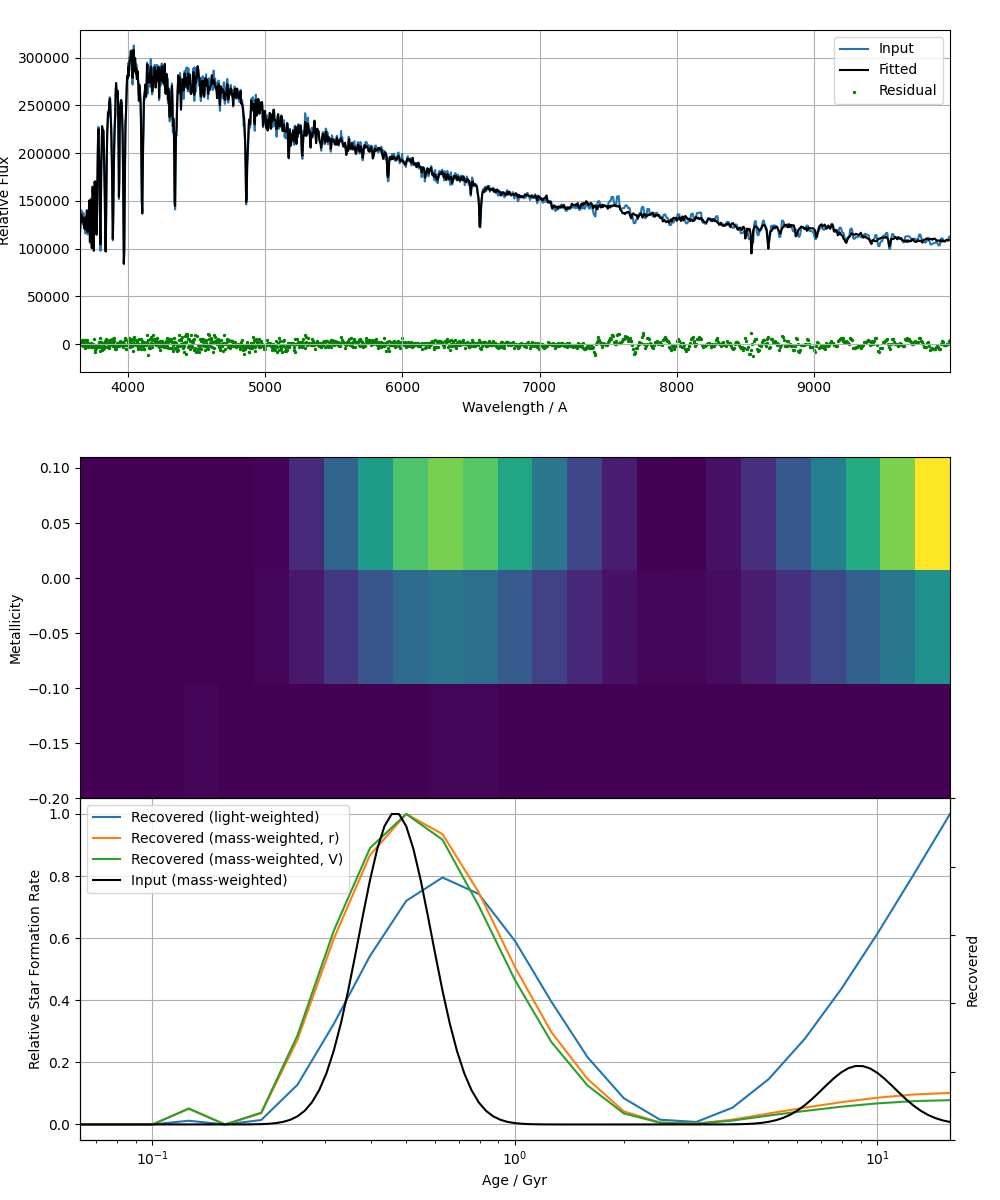 Relative Flux
300000
250000
200000
150000
100000
50000
0
Input
Fitted
Residual
4000
5000
6000
7000
8000
9000
Wavelength / A
Metallicity
0.10
0.05
0.00
−0.05
−0.10
−0.15
−0.20
Relative Star Formation Rate
1.0
0.8
0.6
0.4
0.2
0.0
Recovered (light-weighted)
Recovered (mass-weighted, r)
Recovered (mass-weighted, V)
Input (mass-weighted)
Recovered
10⁻¹
10⁰
10¹
Age / Gyr